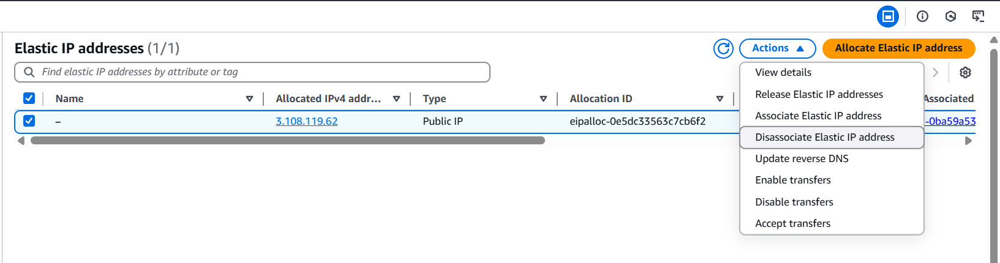 Elastic IP addresses (1/1)
Actions
Allocate Elastic IP address
Find elastic IP addresses by attribute or tag
Name
Allocated IPv4 addr...
Type
Allocation ID
Associated
–
3.108.119.62
Public IP
eipalloc-0e5dc33563c7cb6f2
-0ba59a53
View details
Release Elastic IP addresses
Associate Elastic IP address
Disassociate Elastic IP address
Update reverse DNS
Enable transfers
Disable transfers
Accept transfers